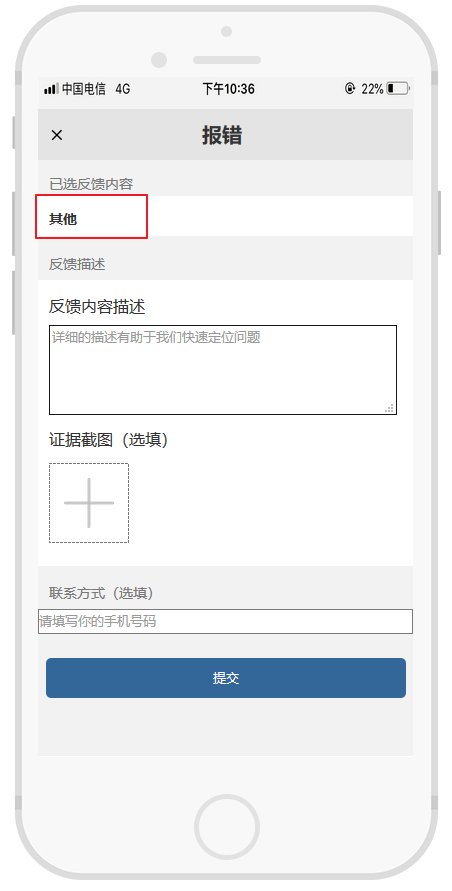 中国电信 4G 下午10:36 22%
× 报错
已选反馈内容
其他
反馈描述
反馈内容描述
详细的描述有助于我们快速定位问题
证据截图（选填）
联系方式（选填）
请填写你的手机号码
提交